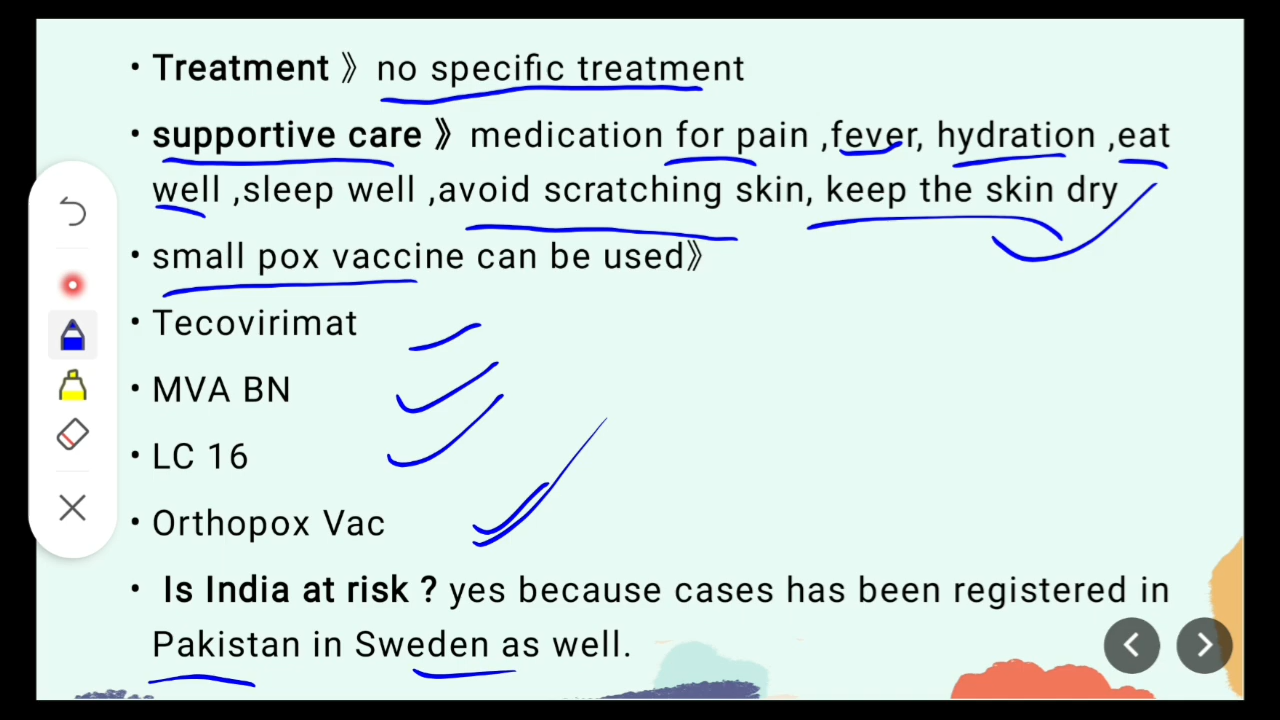 • Treatment 》 no specific treatment
• supportive care 》 medication for pain ,fever, hydration ,eat
well ,sleep well ,avoid scratching skin, keep the skin dry
• small pox vaccine can be used》
• Tecovirimat
• MVA BN
• LC 16
• Orthopox Vac
• Is India at risk ? yes because cases has been registered in
Pakistan in Sweden as well.